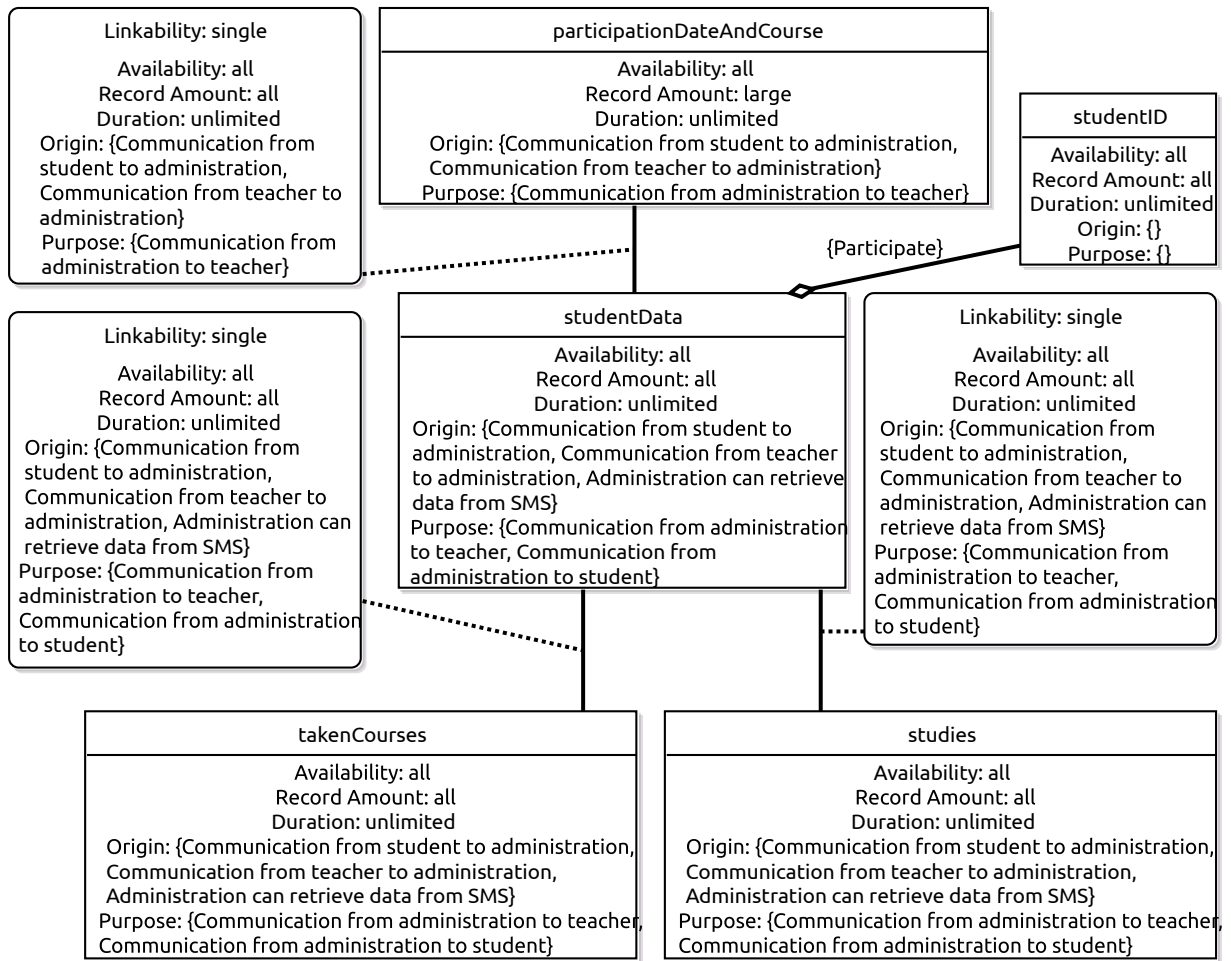 Linkability: single
Availability: all
Record Amount: all
Duration: unlimited
Origin: {Communication from
student to administration,
Communication from teacher to
administration}
Purpose: {Communication from
administration to teacher}
participationDateAndCourse
Availability: all
Record Amount: large
Duration: unlimited
Origin: {Communication from student to administration,
Communication from teacher to administration}
Purpose: {Communication from administration to teacher}
studentID
Availability: all
Record Amount: all
Duration: unlimited
Origin: {}
Purpose: {}
{Participate}
Linkability: single
Availability: all
Record Amount: all
Duration: unlimited
Origin: {Communication from
student to administration,
Communication from teacher to
administration, Administration can
retrieve data from SMS}
Purpose: {Communication from
administration to teacher,
Communication from administration
to student}
studentData
Availability: all
Record Amount: all
Duration: unlimited
Origin: {Communication from student to
administration, Communication from teacher
to administration, Administration can retrieve
data from SMS}
Purpose: {Communication from administration
to teacher, Communication from
administration to student}
Linkability: single
Availability: all
Record Amount: all
Duration: unlimited
Origin: {Communication from
student to administration,
Communication from teacher to
administration, Administration can
retrieve data from SMS}
Purpose: {Communication from
administration to teacher,
Communication from administration
to student}
takenCourses
Availability: all
Record Amount: all
Duration: unlimited
Origin: {Communication from student to administration,
Communication from teacher to administration,
Administration can retrieve data from SMS}
Purpose: {Communication from administration to teacher,
Communication from administration to student}
studies
Availability: all
Record Amount: all
Duration: unlimited
Origin: {Communication from student to administration,
Communication from teacher to administration,
Administration can retrieve data from SMS}
Purpose: {Communication from administration to teacher,
Communication from administration to student}